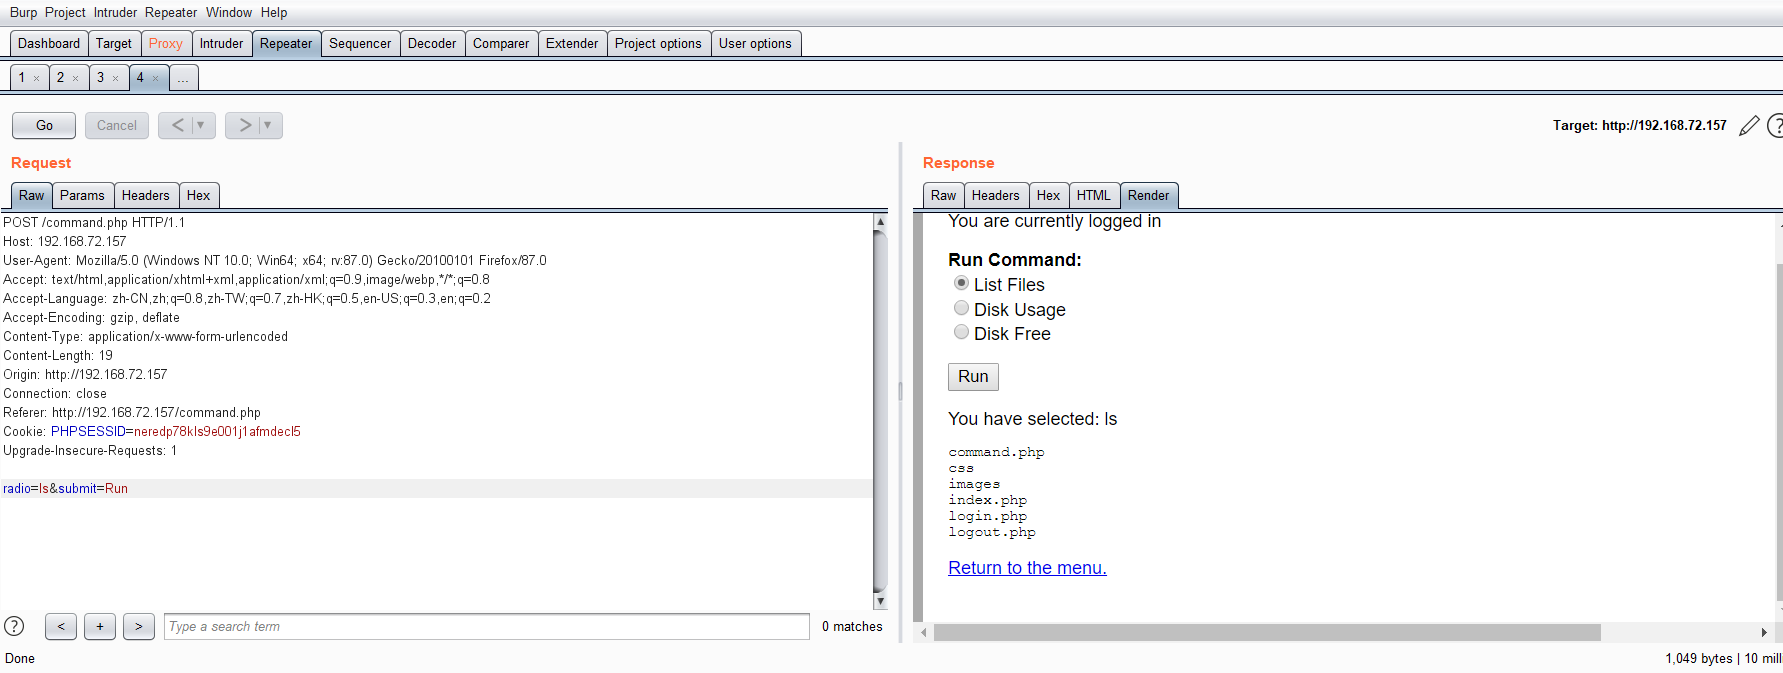 Burp Project Intruder Repeater Window Help
Dashboard Target Proxy Intruder Repeater Sequencer Decoder Comparer Extender Project options User options
1 × 2 × 3 × 4 × ...
Go Cancel < ▼ > ▼ Target: http://192.168.72.157 ?
Request
Raw Params Headers Hex
POST /command.php HTTP/1.1
Host: 192.168.72.157
User-Agent: Mozilla/5.0 (Windows NT 10.0; Win64; x64; rv:87.0) Gecko/20100101 Firefox/87.0
Accept: text/html,application/xhtml+xml,application/xml;q=0.9,image/webp,*/*;q=0.8
Accept-Language: zh-CN,zh;q=0.8,zh-TW;q=0.7,zh-HK;q=0.5,en-US;q=0.3,en;q=0.2
Accept-Encoding: gzip, deflate
Content-Type: application/x-www-form-urlencoded
Content-Length: 19
Origin: http://192.168.72.157
Connection: close
Referer: http://192.168.72.157/command.php
Cookie: PHPSESSID=neredp78kls9e001j1afmdecl5
Upgrade-Insecure-Requests: 1
radio=ls&submit=Run
? < + > Type a search term 0 matches
Response
Raw Headers Hex HTML Render
You are currently logged in
Run Command:
List Files
Disk Usage
Disk Free
Run
You have selected: ls
command.php
css
images
index.php
login.php
logout.php
Return to the menu.
Done
1,049 bytes | 10 mill